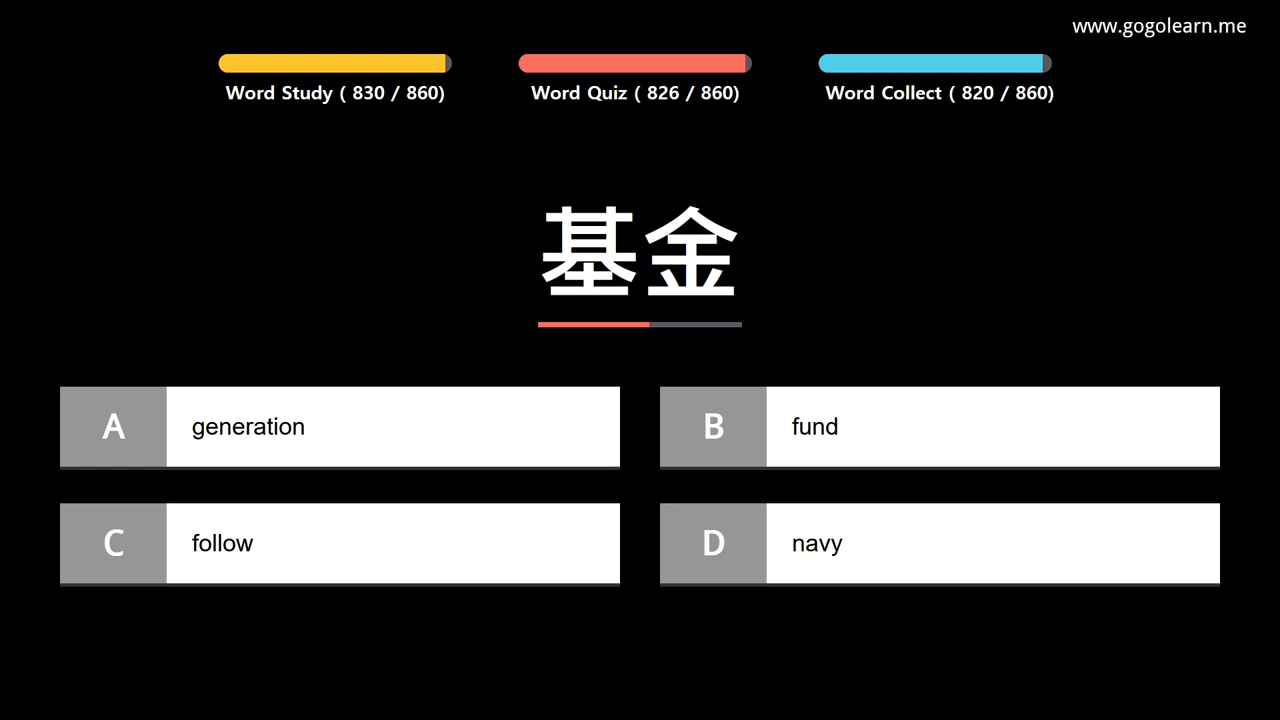 www.gogolearn.me
Word Study ( 830 / 860)
Word Quiz ( 826 / 860)
Word Collect ( 820 / 860)
基金
A generation
B fund
C follow
D navy